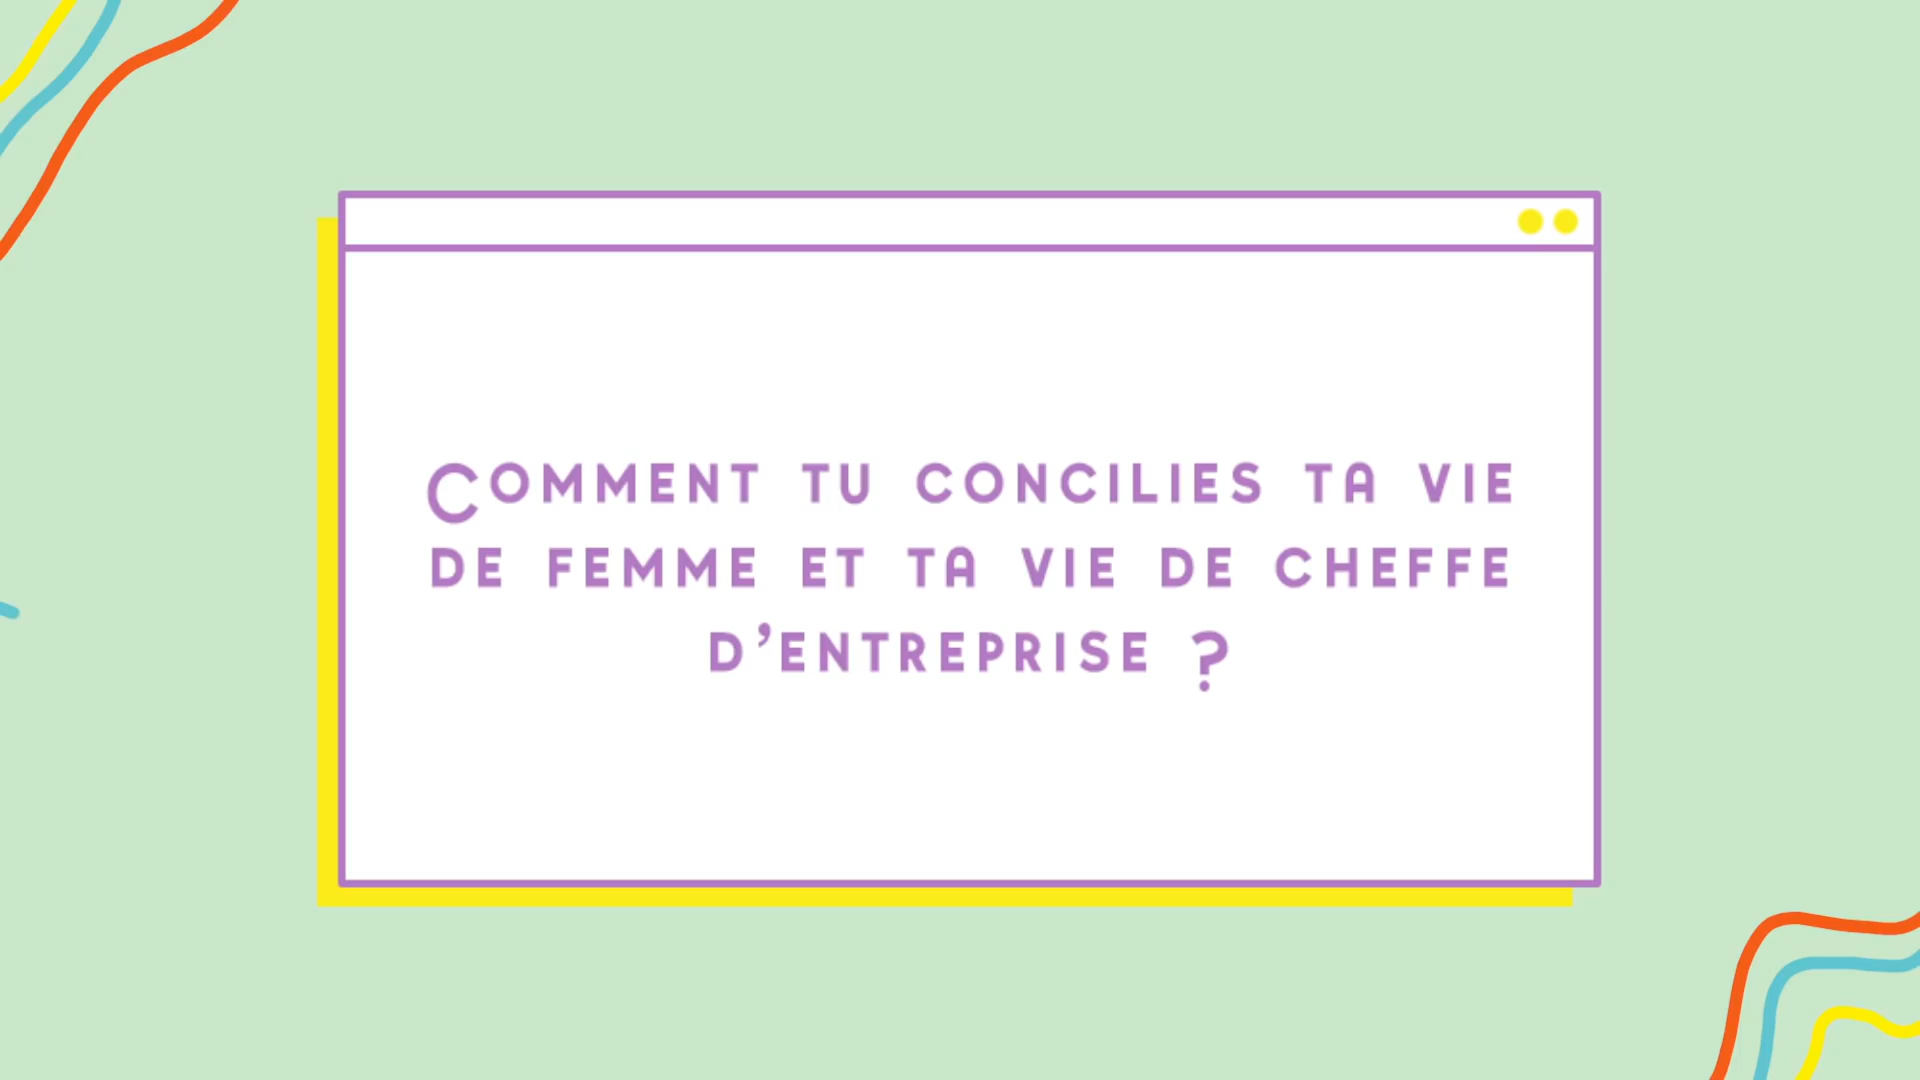 Comment tu concilies ta vie
de femme et ta vie de cheffe
d’entreprise ?